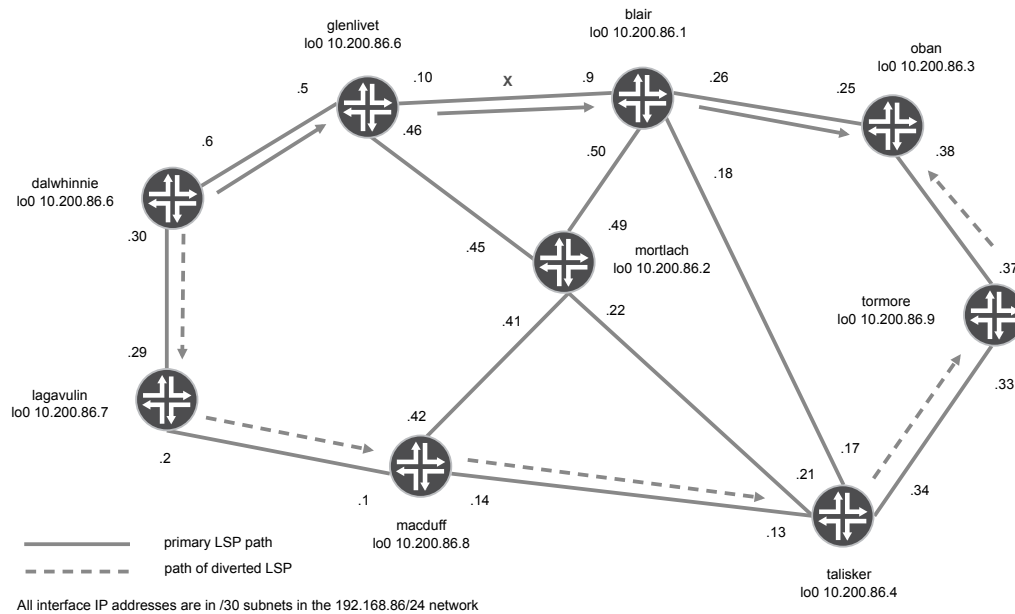 glenlivet
lo0 10.200.86.6
blair
lo0 10.200.86.1
oban
lo0 10.200.86.3
.5
.10
X
.9
.26
.25
.6
.46
.50
.18
.38
dalwhinnie
lo0 10.200.86.6
.30
.45
.49
mortlach
lo0 10.200.86.2
.37
tormore
lo0 10.200.86.9
.41
.22
.29
.33
lagavulin
lo0 10.200.86.7
.42
.2
.17
.21
.34
.1
.14
.13
macduff
lo0 10.200.86.8
primary LSP path
path of diverted LSP
talisker
lo0 10.200.86.4
All interface IP addresses are in /30 subnets in the 192.168.86/24 network